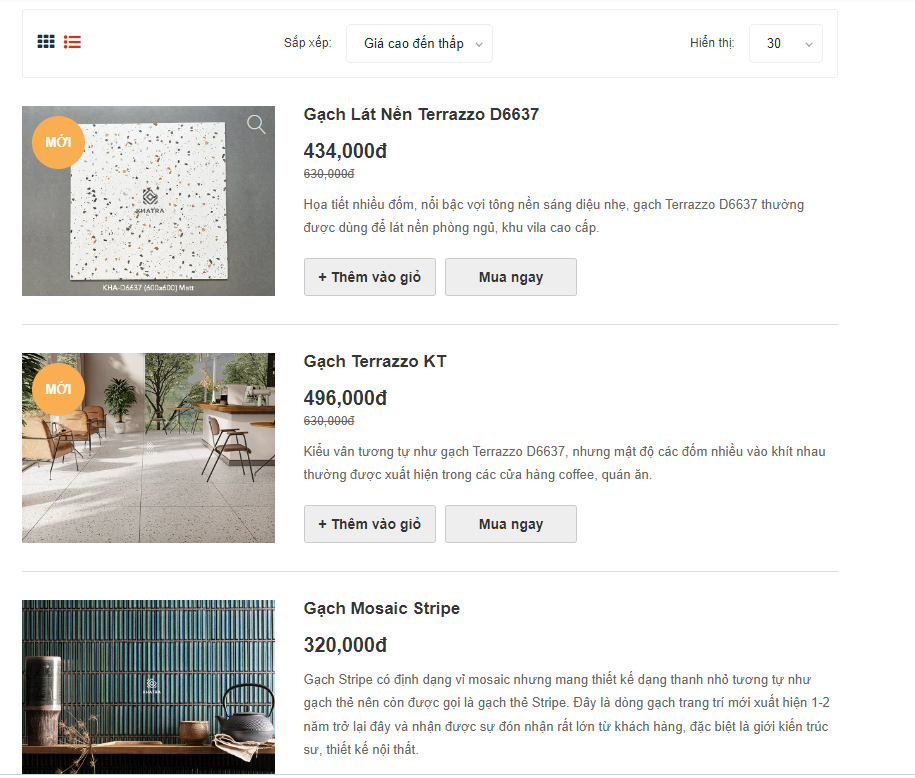 Sắp xếp: Giá cao đến thấp Hiển thị: 30
MỚI
KHATRA
KHA-D6637 (600x600) Matt
Gạch Lát Nền Terrazzo D6637
434,000đ
630,000đ
Họa tiết nhiều đốm, nổi bậc vợi tông nền sáng diệu nhẹ, gạch Terrazzo D6637 thường
được dùng để lát nền phòng ngủ, khu vila cao cấp.
+ Thêm vào giỏ Mua ngay
MỚI
Gạch Terrazzo KT
496,000đ
630,000đ
Kiểu vân tương tự như gạch Terrazzo D6637, nhưng mật độ các đốm nhiều vào khít nhau
thường được xuất hiện trong các cửa hàng coffee, quán ăn.
+ Thêm vào giỏ Mua ngay
KHATRA
Gạch Mosaic Stripe
320,000đ
Gạch Stripe có định dạng vỉ mosaic nhưng mang thiết kế dạng thanh nhỏ tương tự như
gạch thẻ nên còn được gọi là gạch thẻ Stripe. Đây là dòng gạch trang trí mới xuất hiện 1-2
năm trở lại đây và nhận được sự đón nhận rất lớn từ khách hàng, đặc biệt là giới kiến trúc
sư, thiết kế nội thất.